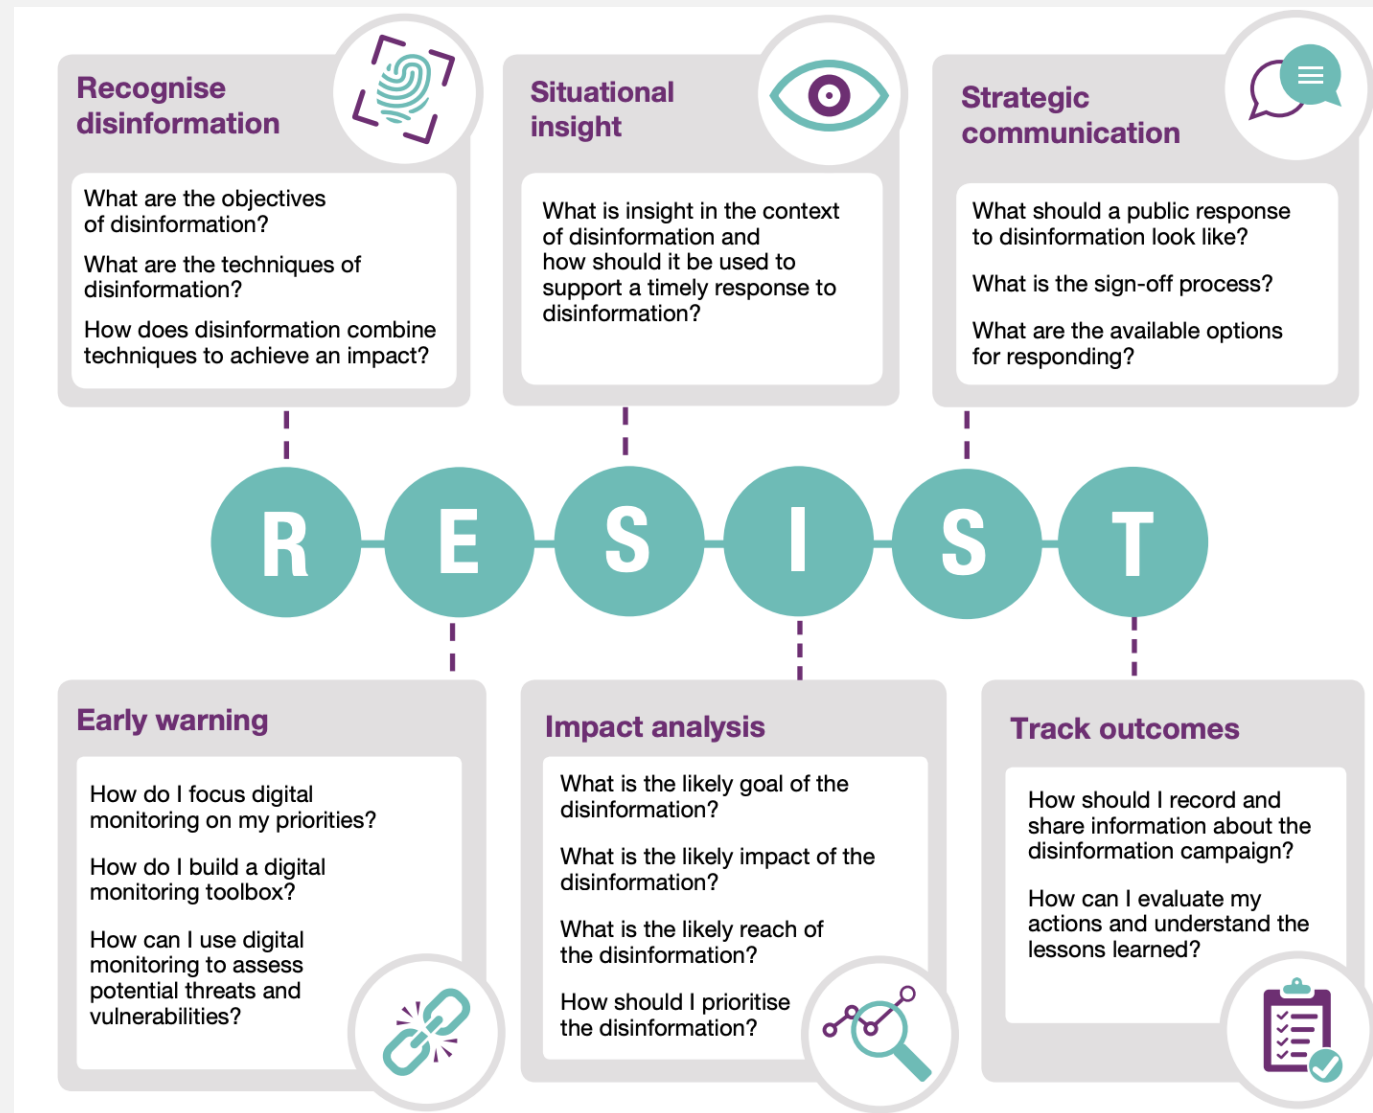 Recognise
disinformation
What are the objectives
of disinformation?
What are the techniques of
disinformation?
How does disinformation combine
techniques to achieve an impact?
Situational
insight
What is insight in the context
of disinformation and
how should it be used to
support a timely response to
disinformation?
Strategic
communication
What should a public response
to disinformation look like?
What is the sign-off process?
What are the available options
for responding?
R E S I S T
Early warning
How do I focus digital
monitoring on my priorities?
How do I build a digital
monitoring toolbox?
How can I use digital
monitoring to assess
potential threats and
vulnerabilities?
Impact analysis
What is the likely goal of the
disinformation?
What is the likely impact of the
disinformation?
What is the likely reach of
the disinformation?
How should I prioritise
the disinformation?
Track outcomes
How should I record and
share information about the
disinformation campaign?
How can I evaluate my
actions and understand the
lessons learned?